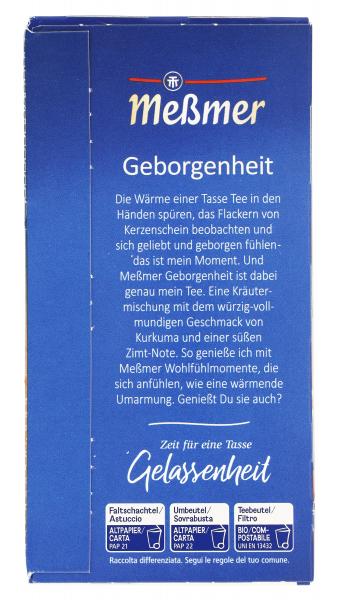 Meßmer
Geborgenheit
Die Wärme einer Tasse Tee in den
Händen spüren, das Flackern von
Kerzenschein beobachten und
sich geliebt und geborgen fühlen-
das ist mein Moment. Und
Meßmer Geborgenheit ist dabei
genau mein Tee. Eine Kräuter-
mischung mit dem würzig-voll-
mundigen Geschmack von
Kurkuma und einer süßen
Zimt-Note. So genieße ich mit
Meßmer Wohlfühlmomente, die
sich anfühlen, wie eine wärmende
Umarmung. Genießt Du sie auch?
Zeit für eine Tasse
Gelassenheit
Faltschachtel/
Astuccio
ALTPAPIER/
CARTA
PAP 21
Umbeutel/
Sovrabusta
ALTPAPIER/
CARTA
PAP 22
Teebeutel/
Filtro
BIO/COM-
POSTABILE
UNI EN 13432
Raccolta differenziata. Segui le regole del tuo comune.